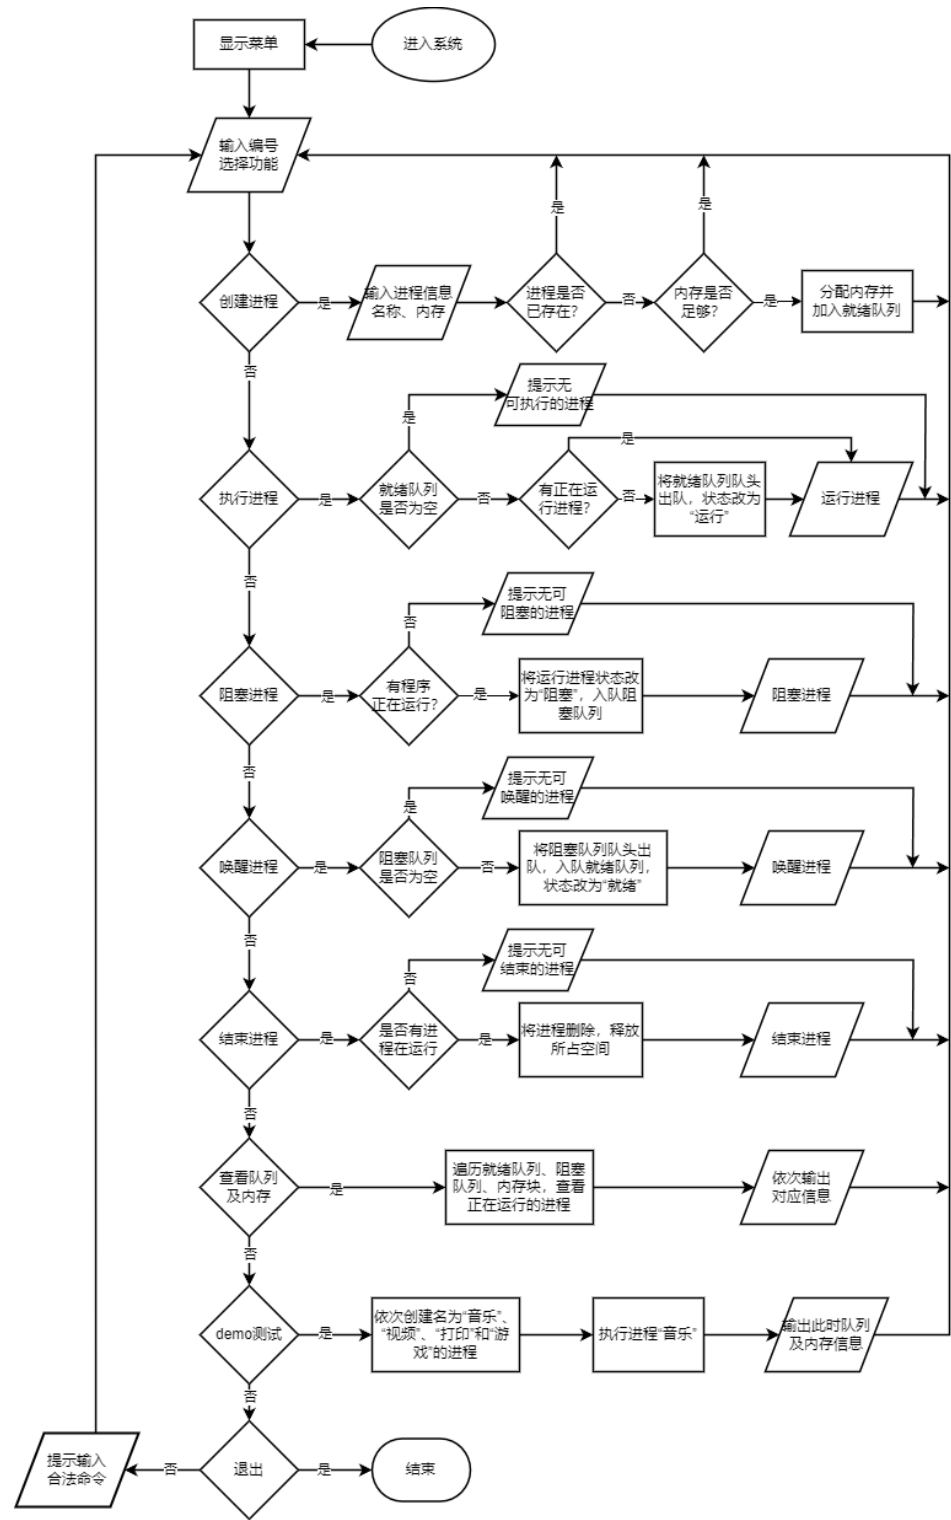 显示菜单
进入系统
输入编号
选择功能
是
是
创建进程
是
输入进程信息
名称、内存
进程是否
已存在？
否
内存是否
足够？
是
分配内存并
加入就绪队列
否
提示无
可执行的进程
是
是
执行进程
是
就绪队列
是否为空
否
有正在运
行进程？
否
将就绪队列队头
出队，状态改为
“运行”
运行进程
否
提示无可
阻塞的进程
否
阻塞进程
是
有程序
正在运行？
是
将运行进程状态改
为“阻塞”，入队阻
塞队列
阻塞进程
否
提示无可
唤醒的进程
是
唤醒进程
是
阻塞队列
是否为空
否
将阻塞队列队头出
队，入队就绪队列，
状态改为“就绪”
唤醒进程
否
提示无可
结束的进程
否
结束进程
是
是否有进
程在运行
是
将进程删除，释放
所占空间
结束进程
否
查看队列
及内存
是
遍历就绪队列、阻塞
队列、内存块，查看
正在运行的进程
依次输出
对应信息
否
demo测试
是
依次创建名为“音乐”、
“视频”、“打印”和“游
戏”的进程
执行进程“音乐”
输出此时队列
及内存信息
否
提示输入
合法命令
否
退出
是
结束